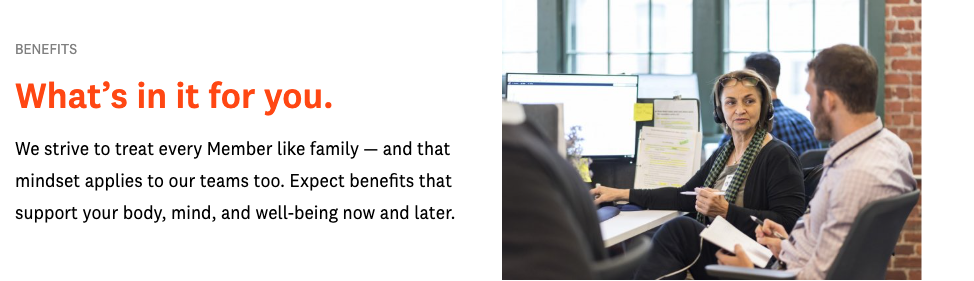 BENEFITS
What's in it for you.
We strive to treat every Member like family — and that
mindset applies to our teams too. Expect benefits that
support your body, mind, and well-being now and later.